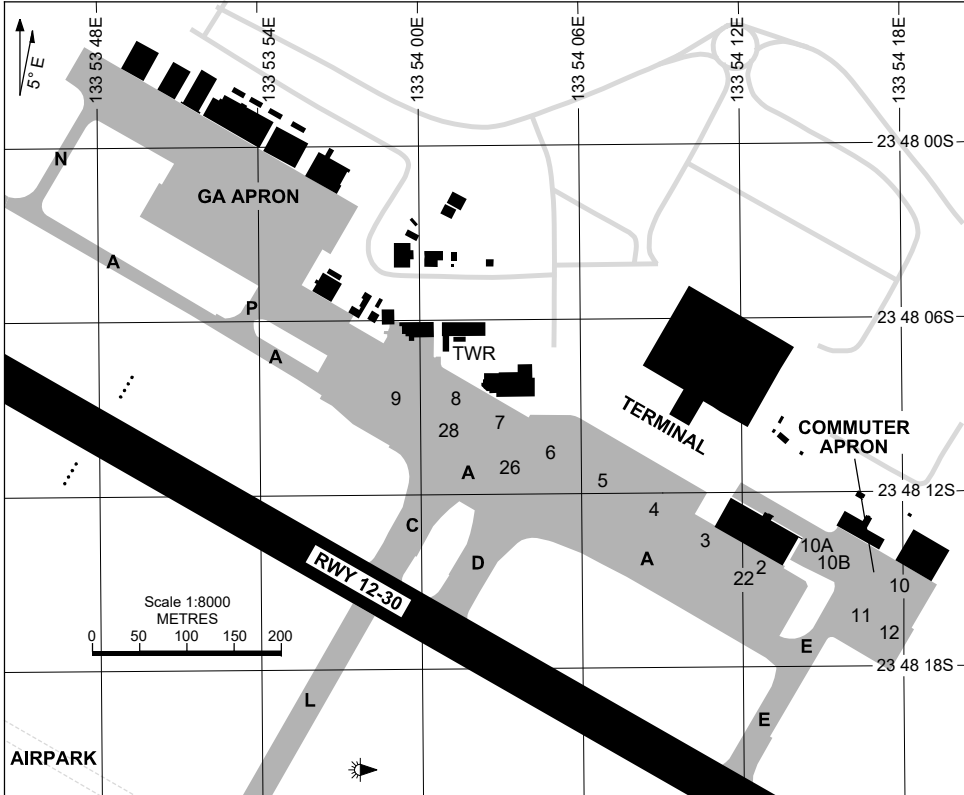 133 53 48E
133 53 54E
133 54 00E
133 54 06E
133 54 12E
133 54 18E
5° E
23 48 00S
N
GA APRON
A
P
23 48 06S
A
TWR
9
8
7
28
6
A
26
5
TERMINAL
COMMUTER
APRON
23 48 12S
4
C
3
10A
10B
D
A
2
22
10
RWY 12-30
11
12
Scale 1:8000
METRES
0 50 100 150 200
E
23 48 18S
L
E
AIRPARK